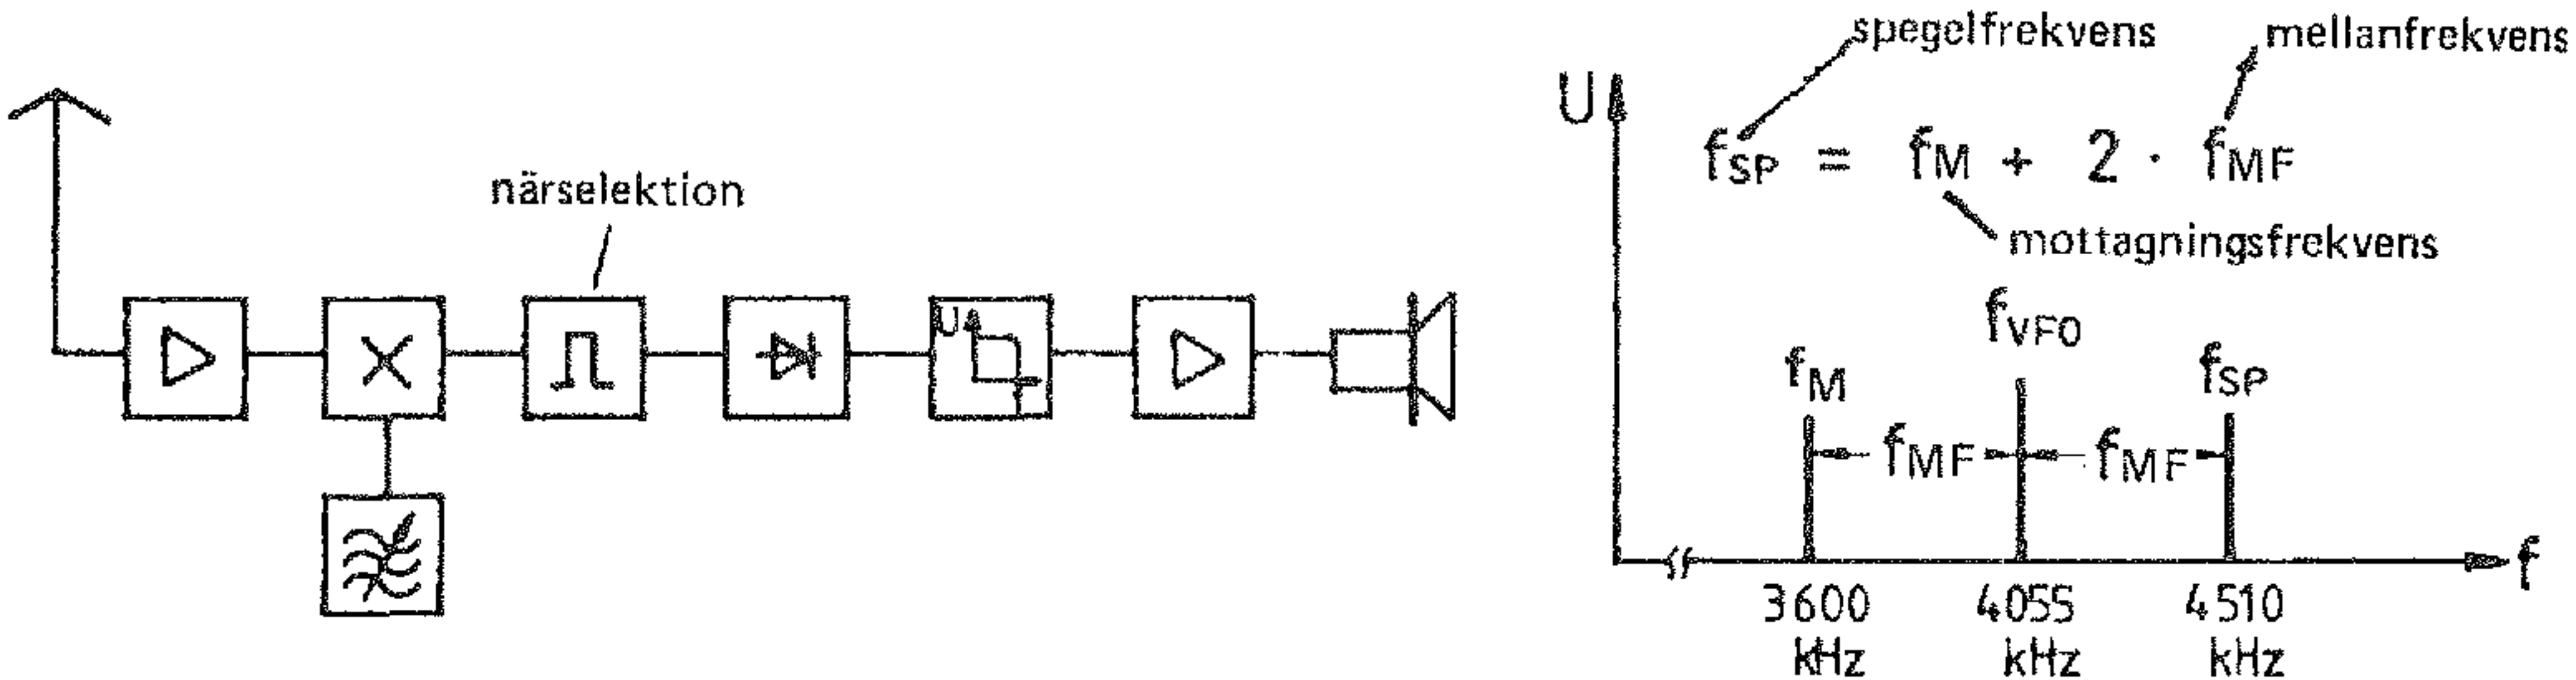 närselektion
U
spegelfrekvens
mellanfrekvens
U
fSP = fM + 2 · fMF
mottagningsfrekvens
fVFO
fM
fSP
fMF
fMF
f
3600 kHz
4055 kHz
4510 kHz